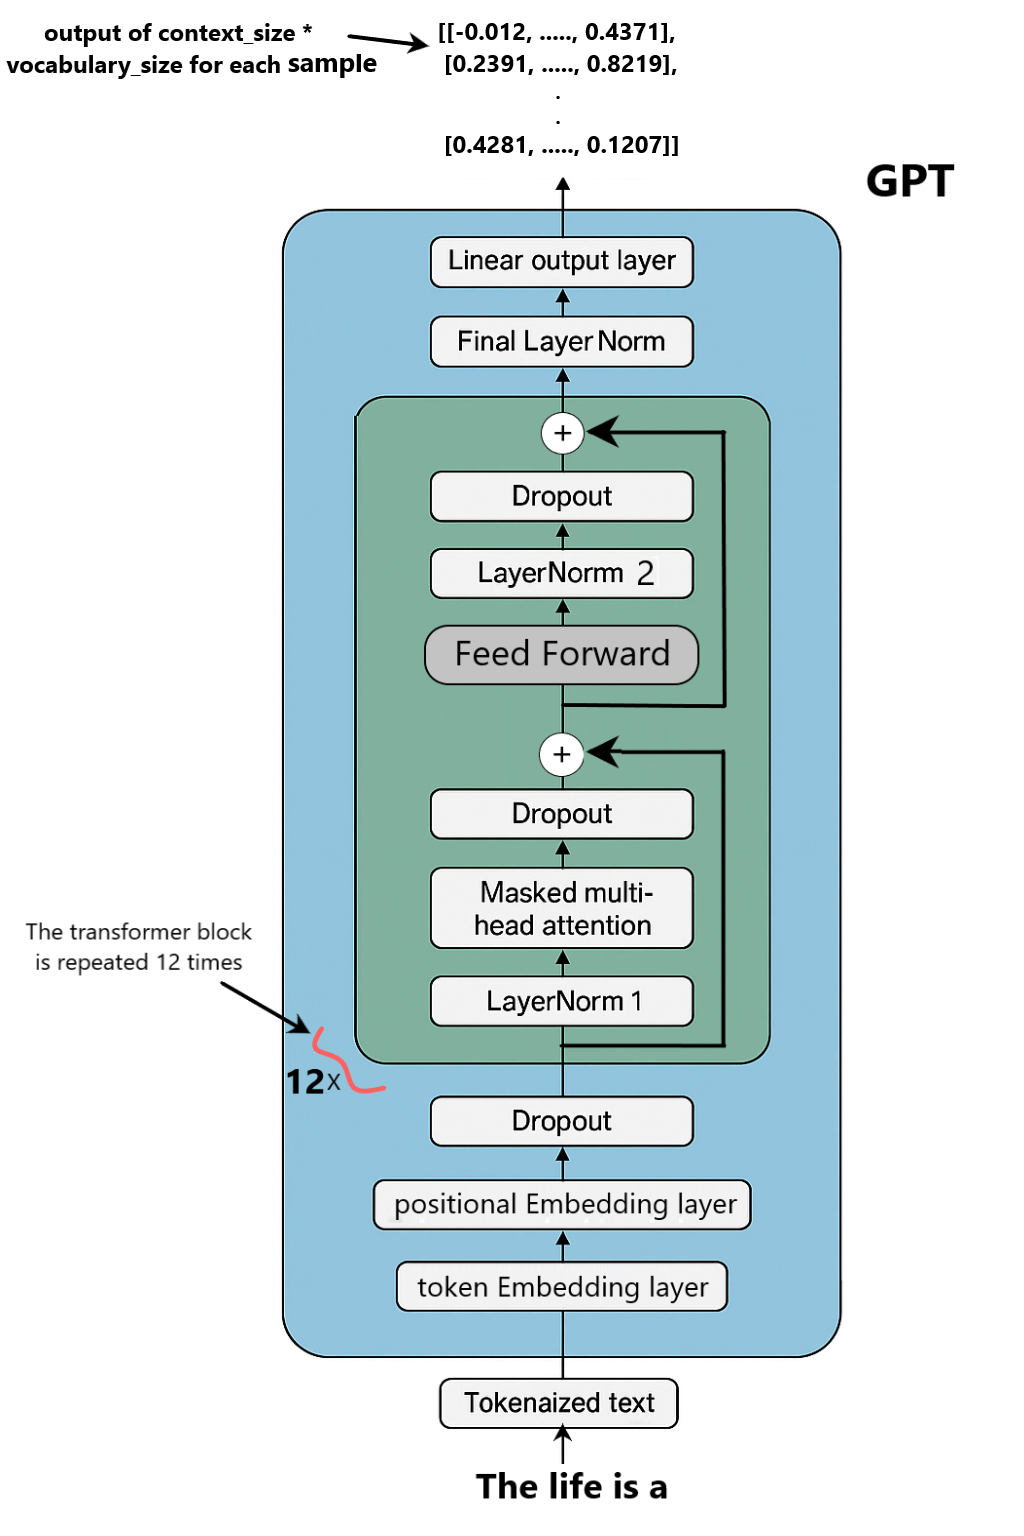 output of context_size *
vocabulary_size for each sample
[[-0.012, ....., 0.4371],
[0.2391, ....., 0.8219],
.
.
[0.4281, ....., 0.1207]]
GPT
Linear output layer
Final Layer Norm
+
Dropout
LayerNorm 2
Feed Forward
+
Dropout
Masked multi-
head attention
LayerNorm 1
The transformer block
is repeated 12 times
12x
Dropout
positional Embedding layer
token Embedding layer
Tokenaized text
The life is a